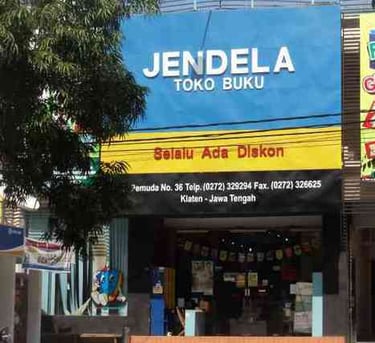 JENDELA
TOKO BUKU
Selalu Ada Diskon
Pemuda No. 36 Telp. (0272) 329294 Fax. (0272) 326625
Klaten - Jawa Tengah